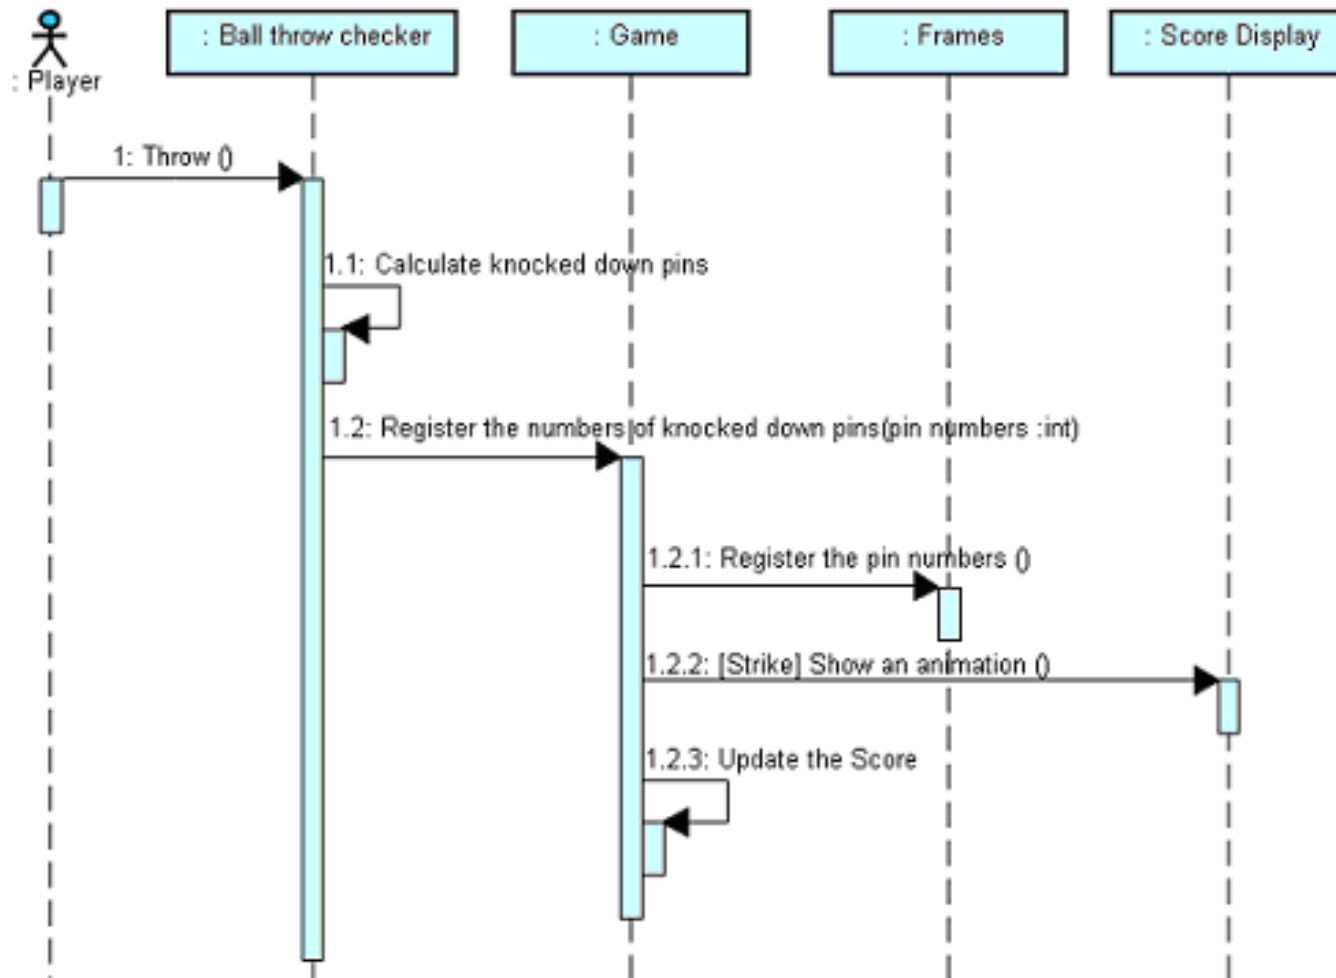 : Ball throw checker
: Game
: Frames
: Score Display
: Player
1: Throw ()
1.1: Calculate knocked down pins
1.2: Register the numbers of knocked down pins(pin numbers :int)
1.2.1: Register the pin numbers ()
1.2.2: [Strike] Show an animation ()
1.2.3: Update the Score